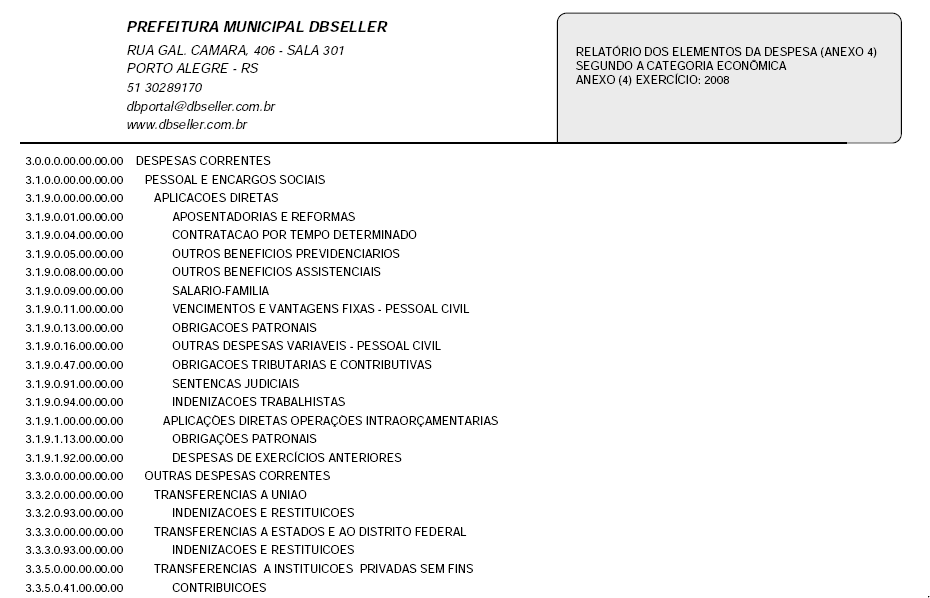 PREFEITURA MUNICIPAL DBSELLER
RUA GAL. CAMARA, 406 - SALA 301
PORTO ALEGRE - RS
51 30289170
dbportal@dbseller.com.br
www.dbseller.com.br
RELATÓRIO DOS ELEMENTOS DA DESPESA (ANEXO 4)
SEGUNDO A CATEGORIA ECONÔMICA
ANEXO (4) EXERCÍCIO: 2008
3.0.0.0.00.00.00.00 DESPESAS CORRENTES
3.1.0.0.00.00.00.00 PESSOAL E ENCARGOS SOCIAIS
3.1.9.0.00.00.00.00 APLICACOES DIRETAS
3.1.9.0.01.00.00.00 APOSENTADORIAS E REFORMAS
3.1.9.0.04.00.00.00 CONTRATACAO POR TEMPO DETERMINADO
3.1.9.0.05.00.00.00 OUTROS BENEFICIOS PREVIDENCIARIOS
3.1.9.0.08.00.00.00 OUTROS BENEFICIOS ASSISTENCIAIS
3.1.9.0.09.00.00.00 SALARIO-FAMILIA
3.1.9.0.11.00.00.00 VENCIMENTOS E VANTAGENS FIXAS - PESSOAL CIVIL
3.1.9.0.13.00.00.00 OBRIGACOES PATRONAIS
3.1.9.0.16.00.00.00 OUTRAS DESPESAS VARIAVEIS - PESSOAL CIVIL
3.1.9.0.47.00.00.00 OBRIGACOES TRIBUTARIAS E CONTRIBUTIVAS
3.1.9.0.91.00.00.00 SENTENCAS JUDICIAIS
3.1.9.0.94.00.00.00 INDENIZACOES TRABALHISTAS
3.1.9.1.00.00.00.00 APLICAÇÕES DIRETAS OPERAÇÕES INTRAORÇAMENTARIAS
3.1.9.1.13.00.00.00 OBRIGAÇÕES PATRONAIS
3.1.9.1.92.00.00.00 DESPESAS DE EXERCÍCIOS ANTERIORES
3.3.0.0.00.00.00.00 OUTRAS DESPESAS CORRENTES
3.3.2.0.00.00.00.00 TRANSFERENCIAS A UNIAO
3.3.2.0.93.00.00.00 INDENIZACOES E RESTITUICOES
3.3.3.0.00.00.00.00 TRANSFERENCIAS A ESTADOS E AO DISTRITO FEDERAL
3.3.3.0.93.00.00.00 INDENIZACOES E RESTITUICOES
3.3.5.0.00.00.00.00 TRANSFERENCIAS A INSTITUICOES PRIVADAS SEM FINS
3.3.5.0.41.00.00.00 CONTRIBUICOES